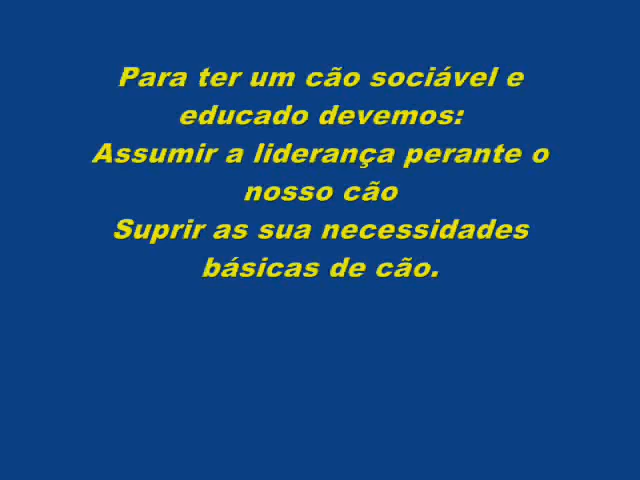 Para ter um cão sociável e
educado devemos:
Assumir a liderança perante o
nosso cão
Suprir as sua necessidades
básicas de cão.